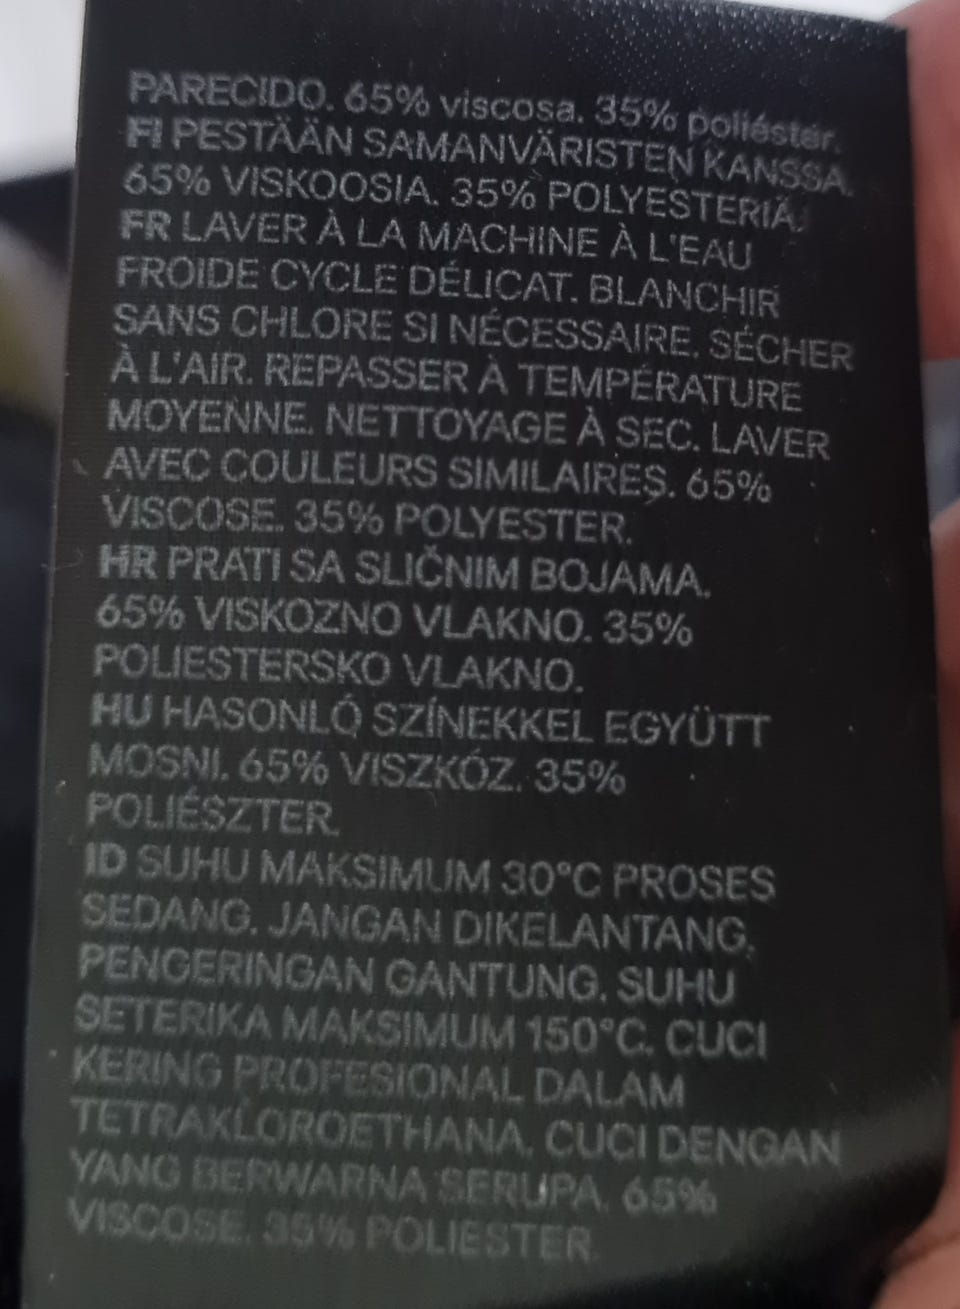 PARECIDO. 65% viscosa. 35% poliéster.
FI PESTÄÄN SAMANVÄRISTEN KANSSA.
65% VISKOOSIA. 35% POLYESTERIÄ.
FR LAVER À LA MACHINE À L'EAU
FROIDE CYCLE DÉLICAT. BLANCHIR
SANS CHLORE SI NÉCESSAIRE. SÉCHER
À L'AIR. REPASSER À TEMPÉRATURE
MOYENNE. NETTOYAGE À SEC. LAVER
AVEC COULEURS SIMILAIRES. 65%
VISCOSE. 35% POLYESTER.
HR PRATI SA SLIČNIM BOJAMA.
65% VISKOZNO VLAKNO. 35%
POLIESTERSKO VLAKNO.
HU HASONLÓ SZÍNEKKEL EGYÜTT
MOSNI. 65% VISZKÓZ. 35%
POLIÉSZTER.
ID SUHU MAKSIMUM 30°C PROSES
SEDANG. JANGAN DIKELANTANG.
PENGERINGAN GANTUNG. SUHU
SETERIKA MAKSIMUM 150°C. CUCI
KERING PROFESIONAL DALAM
TETRAKLOROETHANA. CUCI DENGAN
YANG BERWARNA SERUPA. 65%
VISCOSE. 35% POLIESTER.